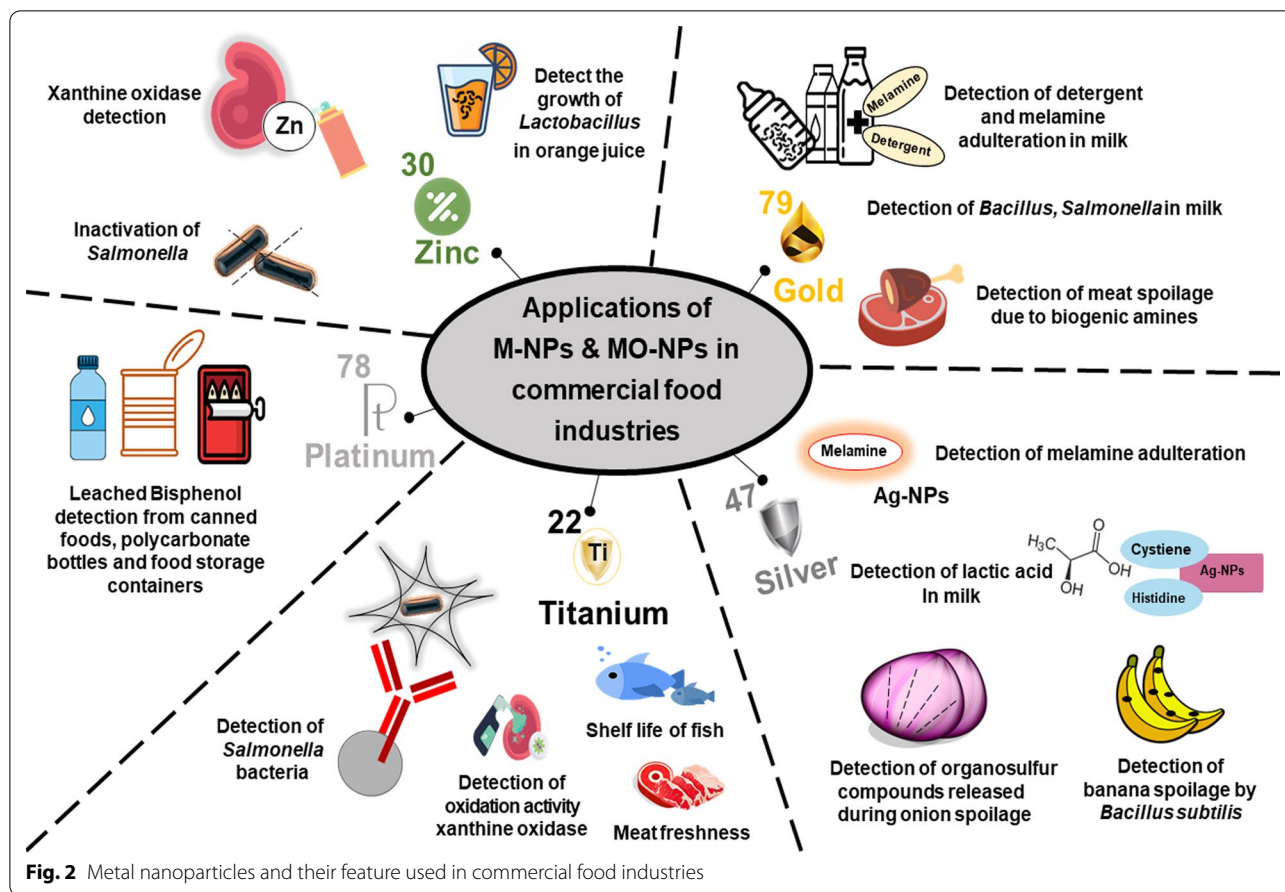 Xanthine oxidase
detection
Zn
Detect the
growth of
Lactobacillus
in orange juice
30
Zinc
Inactivation of
Salmonella
Melamine
Detergent
Detection of detergent
and melamine
adulteration in milk
79
Gold
Detection of Bacillus, Salmonella in milk
Detection of meat spoilage
due to biogenic amines
Applications of
M-NPs & MO-NPs in
commercial food
industries
78
Pt
Platinum
Leached Bisphenol
detection from canned
foods, polycarbonate
bottles and food storage
containers
22
Ti
Titanium
Detection of
Salmonella
bacteria
Detection of
oxidation activity
xanthine oxidase
Shelf life of fish
Meat freshness
47
Silver
Melamine
Detection of melamine adulteration
Ag-NPs
Detection of lactic acid
In milk
O
H₃C
OH
OH
Cystiene
Histidine
Ag-NPs
Detection of organosulfur
compounds released
during onion spoilage
Detection of
banana spoilage by
Bacillus subtilis
Fig. 2 Metal nanoparticles and their feature used in commercial food industries